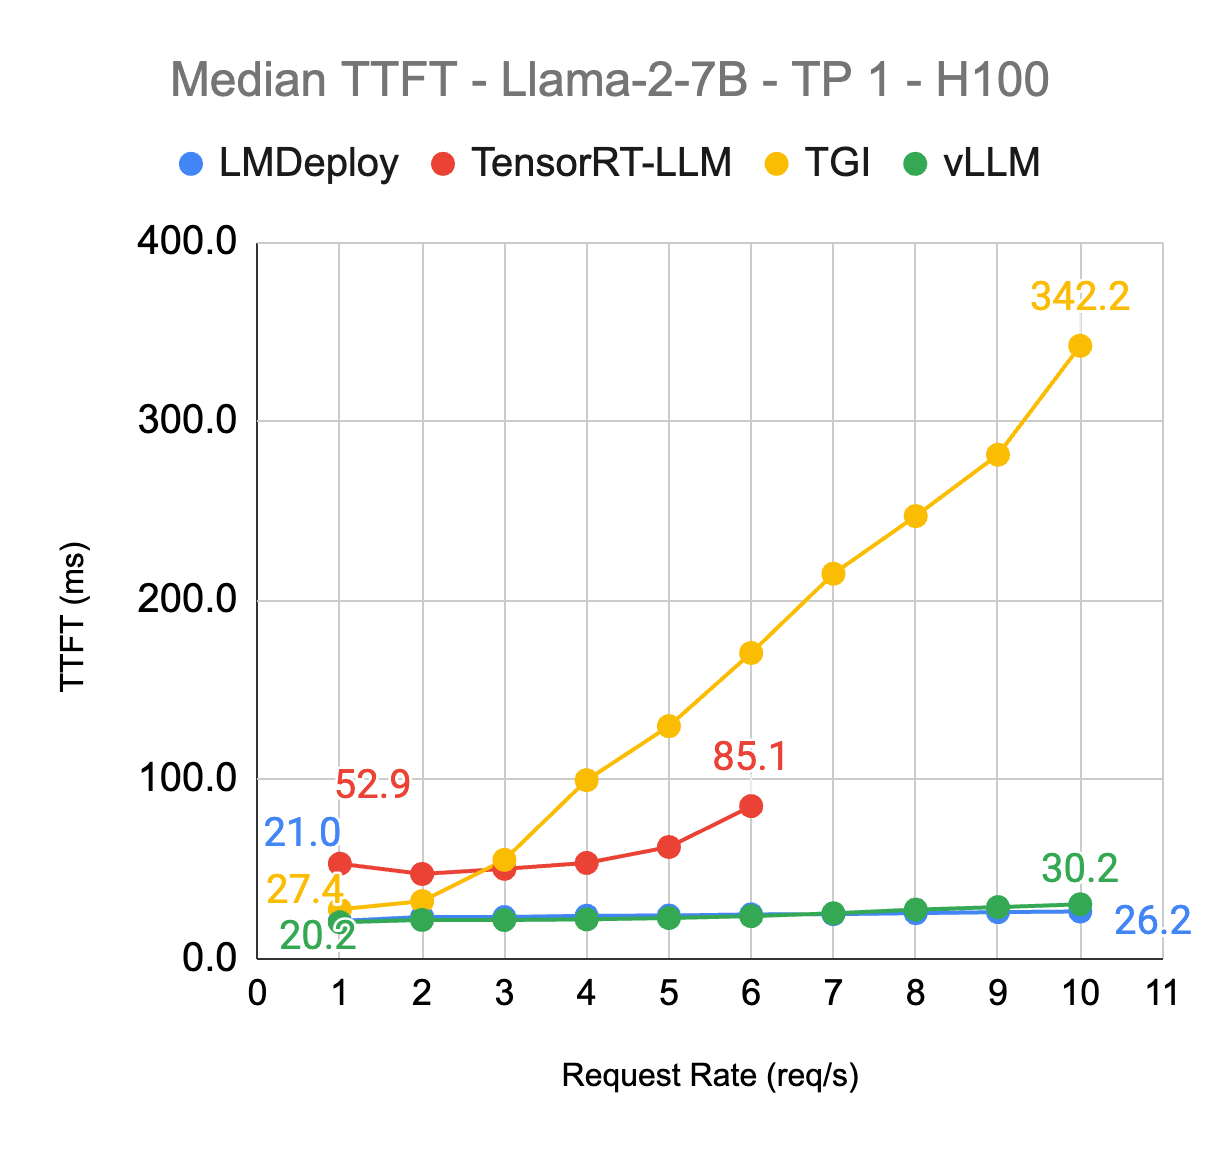 Median TTFT - Llama-2-7B - TP 1 - H100
LMDeploy TensorRT-LLM TGI vLLM
400.0
342.2
300.0
200.0
TTFT (ms)
85.1
100.0
52.9
21.0
30.2
27.4
26.2
20.2
0.0
0 1 2 3 4 5 6 7 8 9 10 11
Request Rate (req/s)